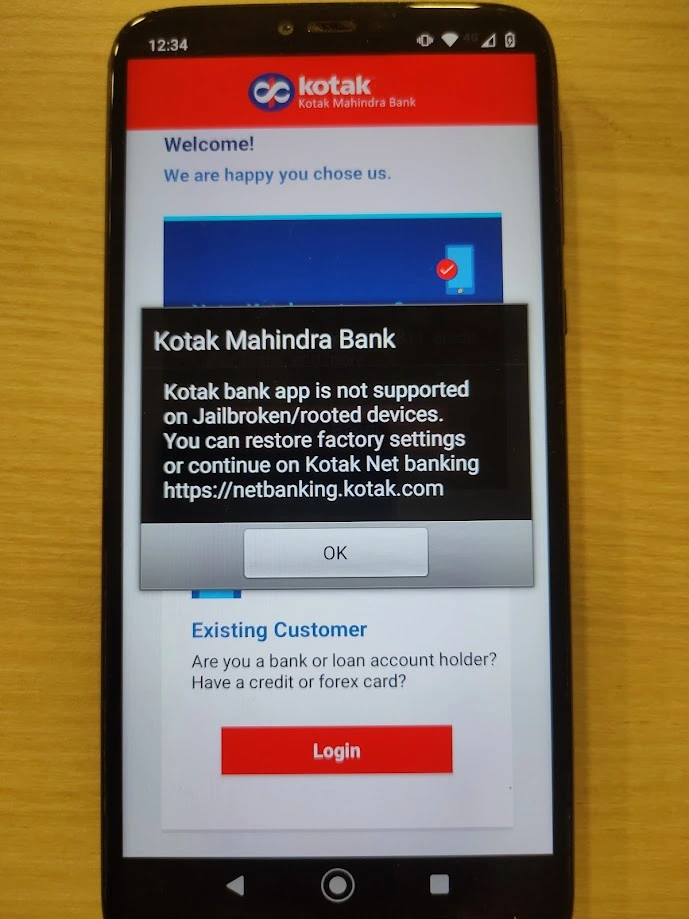 12:34
4G
kotak
Kotak Mahindra Bank
Welcome!
We are happy you chose us.
Kotak Mahindra Bank
Kotak bank app is not supported
on Jailbroken/rooted devices.
You can restore factory settings
or continue on Kotak Net banking
https://netbanking.kotak.com
OK
Existing Customer
Are you a bank or loan account holder?
Have a credit or forex card?
Login